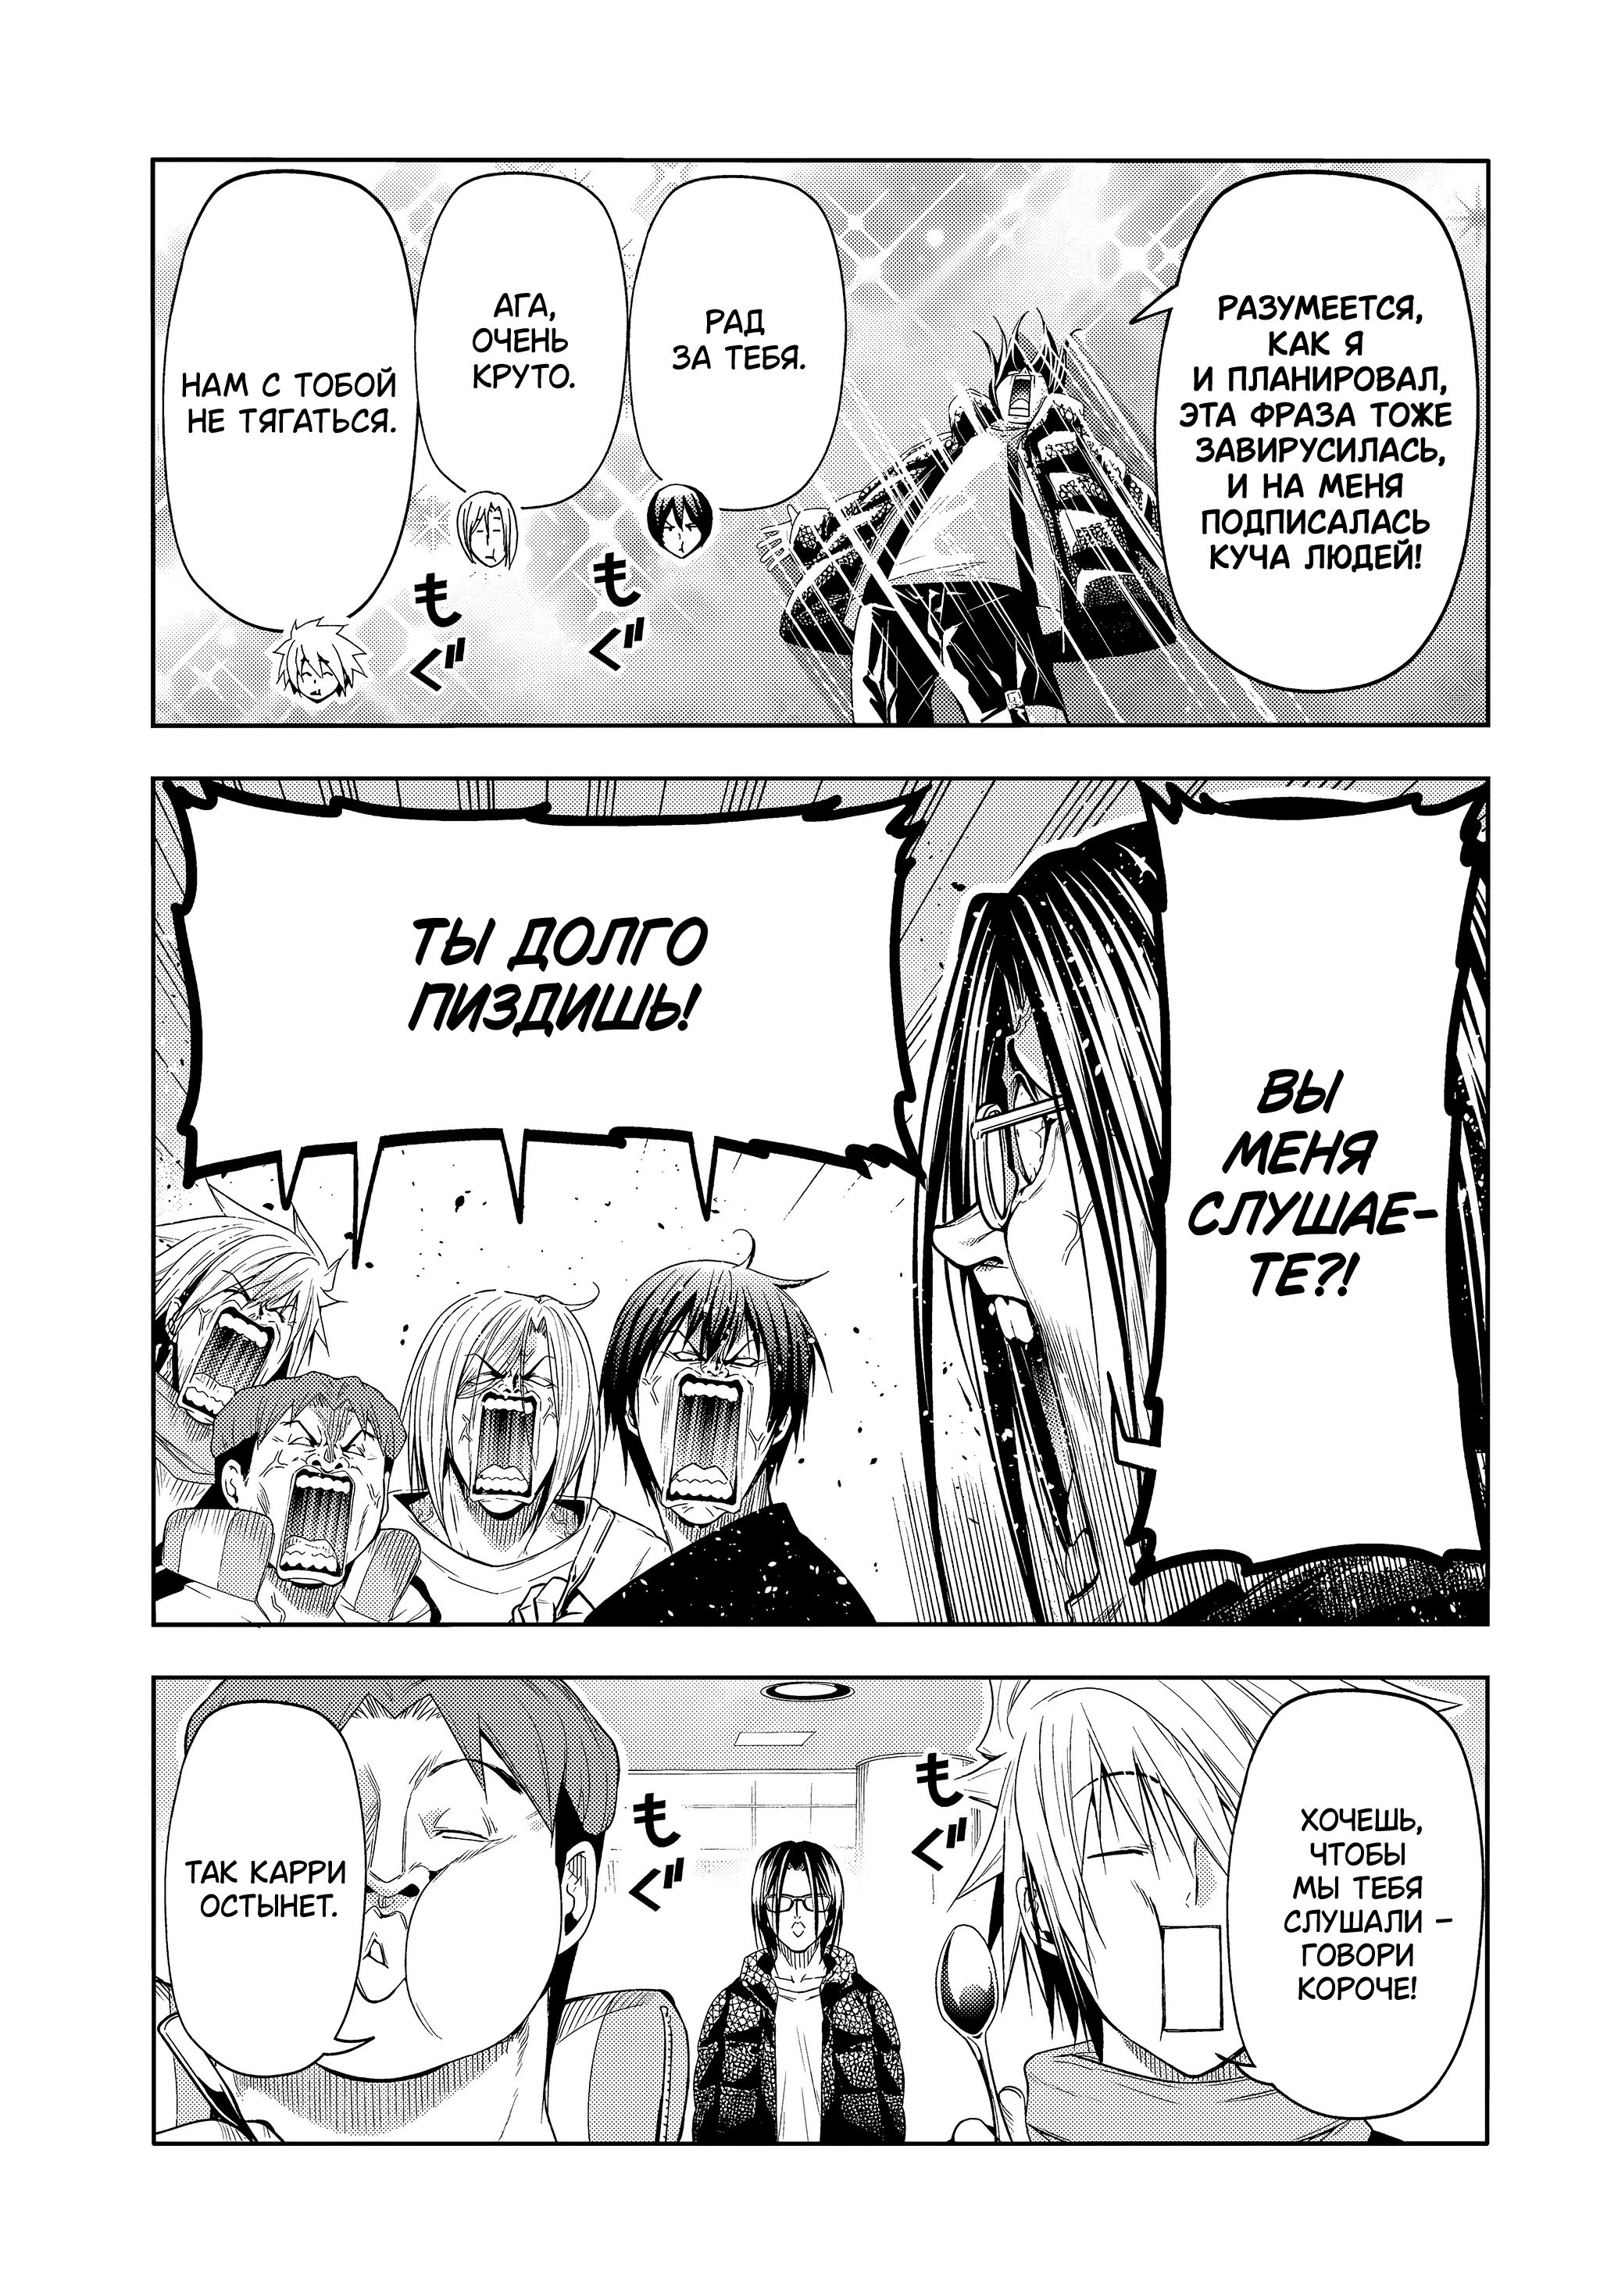 РАЗУМЕЕТСЯ,
КАК Я
И ПЛАНИРОВАЛ,
ЭТА ФРАЗА ТОЖЕ
ЗАВИРУСИЛАСЬ,
И НА МЕНЯ
ПОДПИСАЛАСЬ
КУЧА ЛЮДЕЙ!
РАД
ЗА ТЕБЯ.
もぐ
АГА,
ОЧЕНЬ
КРУТО.
もぐ
НАМ С ТОБОЙ
НЕ ТЯГАТЬСЯ.
ВЫ
МЕНЯ
СЛУШАЕ-
ТЕ?!
ТЫ ДОЛГО
ПИЗДИШЬ!
ХОЧЕШЬ,
ЧТОБЫ
МЫ ТЕБЯ
СЛУШАЛИ –
ГОВОРИ
КОРОЧЕ!
もぐ
もぐ
ТАК КАРРИ
ОСТЫНЕТ.